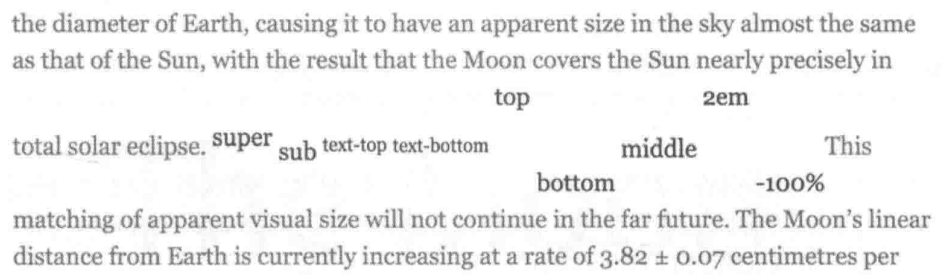 the diameter of Earth, causing it to have an apparent size in the sky almost the same
as that of the Sun, with the result that the Moon covers the Sun nearly precisely in
top 2em
total solar eclipse. super sub text-top text-bottom middle This
bottom -100%
matching of apparent visual size will not continue in the far future. The Moon’s linear
distance from Earth is currently increasing at a rate of 3.82 ± 0.07 centimetres per